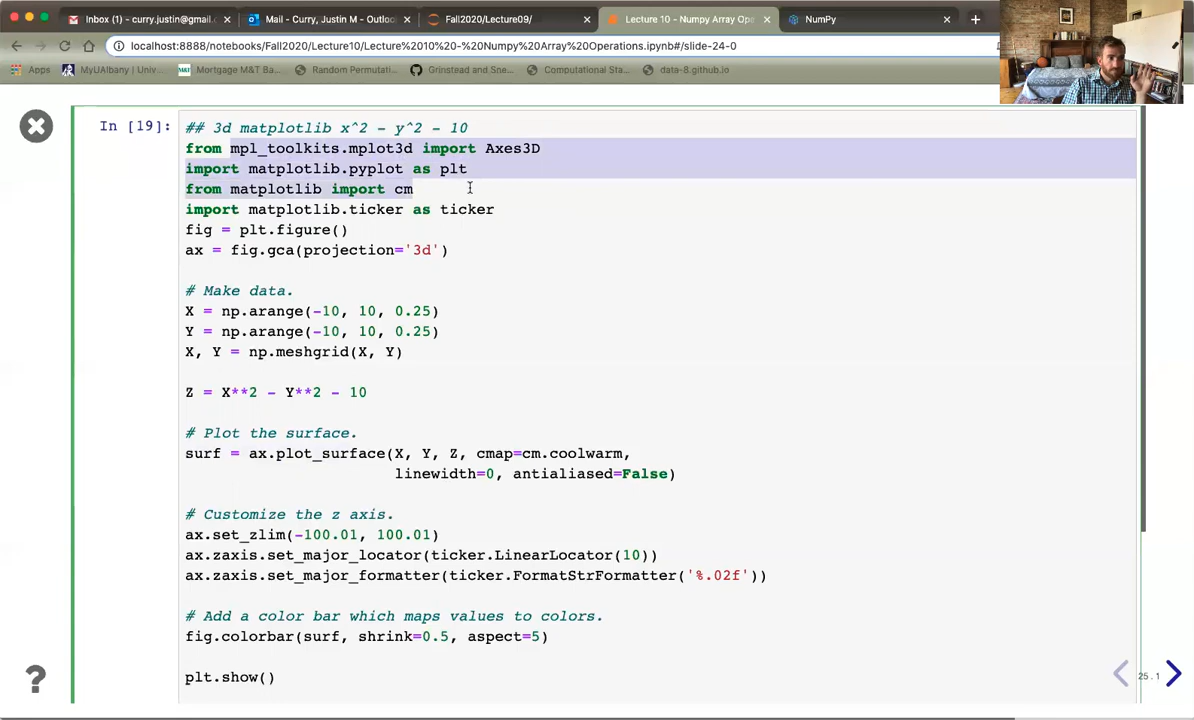 Inbox (1) - curry.justin@gmail.
Mail - Curry, Justin M - Outloo
Fall2020/Lecture09/
Lecture 10 - Numpy Array Ope
NumPy
localhost:8888/notebooks/Fall2020/Lecture10/Lecture%2010%20-%20Numpy%20Array%20Operations.ipynb#/slide-24-0
Apps
MyUAlbany | Univ...
M&T
Mortgage M&T Ba...
Random Permutati...
Grinstead and Sne...
Computational Sta...
data-8.github.io
In [19]:
## 3d matplotlib x^2 - y^2 - 10
from mpl_toolkits.mplot3d import Axes3D
import matplotlib.pyplot as plt
from matplotlib import cm
import matplotlib.ticker as ticker
fig = plt.figure()
ax = fig.gca(projection='3d')
# Make data.
X = np.arange(-10, 10, 0.25)
Y = np.arange(-10, 10, 0.25)
X, Y = np.meshgrid(X, Y)
Z = X**2 - Y**2 - 10
# Plot the surface.
surf = ax.plot_surface(X, Y, Z, cmap=cm.coolwarm,
linewidth=0, antialiased=False)
# Customize the z axis.
ax.set_zlim(-100.01, 100.01)
ax.zaxis.set_major_locator(ticker.LinearLocator(10))
ax.zaxis.set_major_formatter(ticker.FormatStrFormatter('%.02f'))
# Add a color bar which maps values to colors.
fig.colorbar(surf, shrink=0.5, aspect=5)
plt.show()
?
25.1